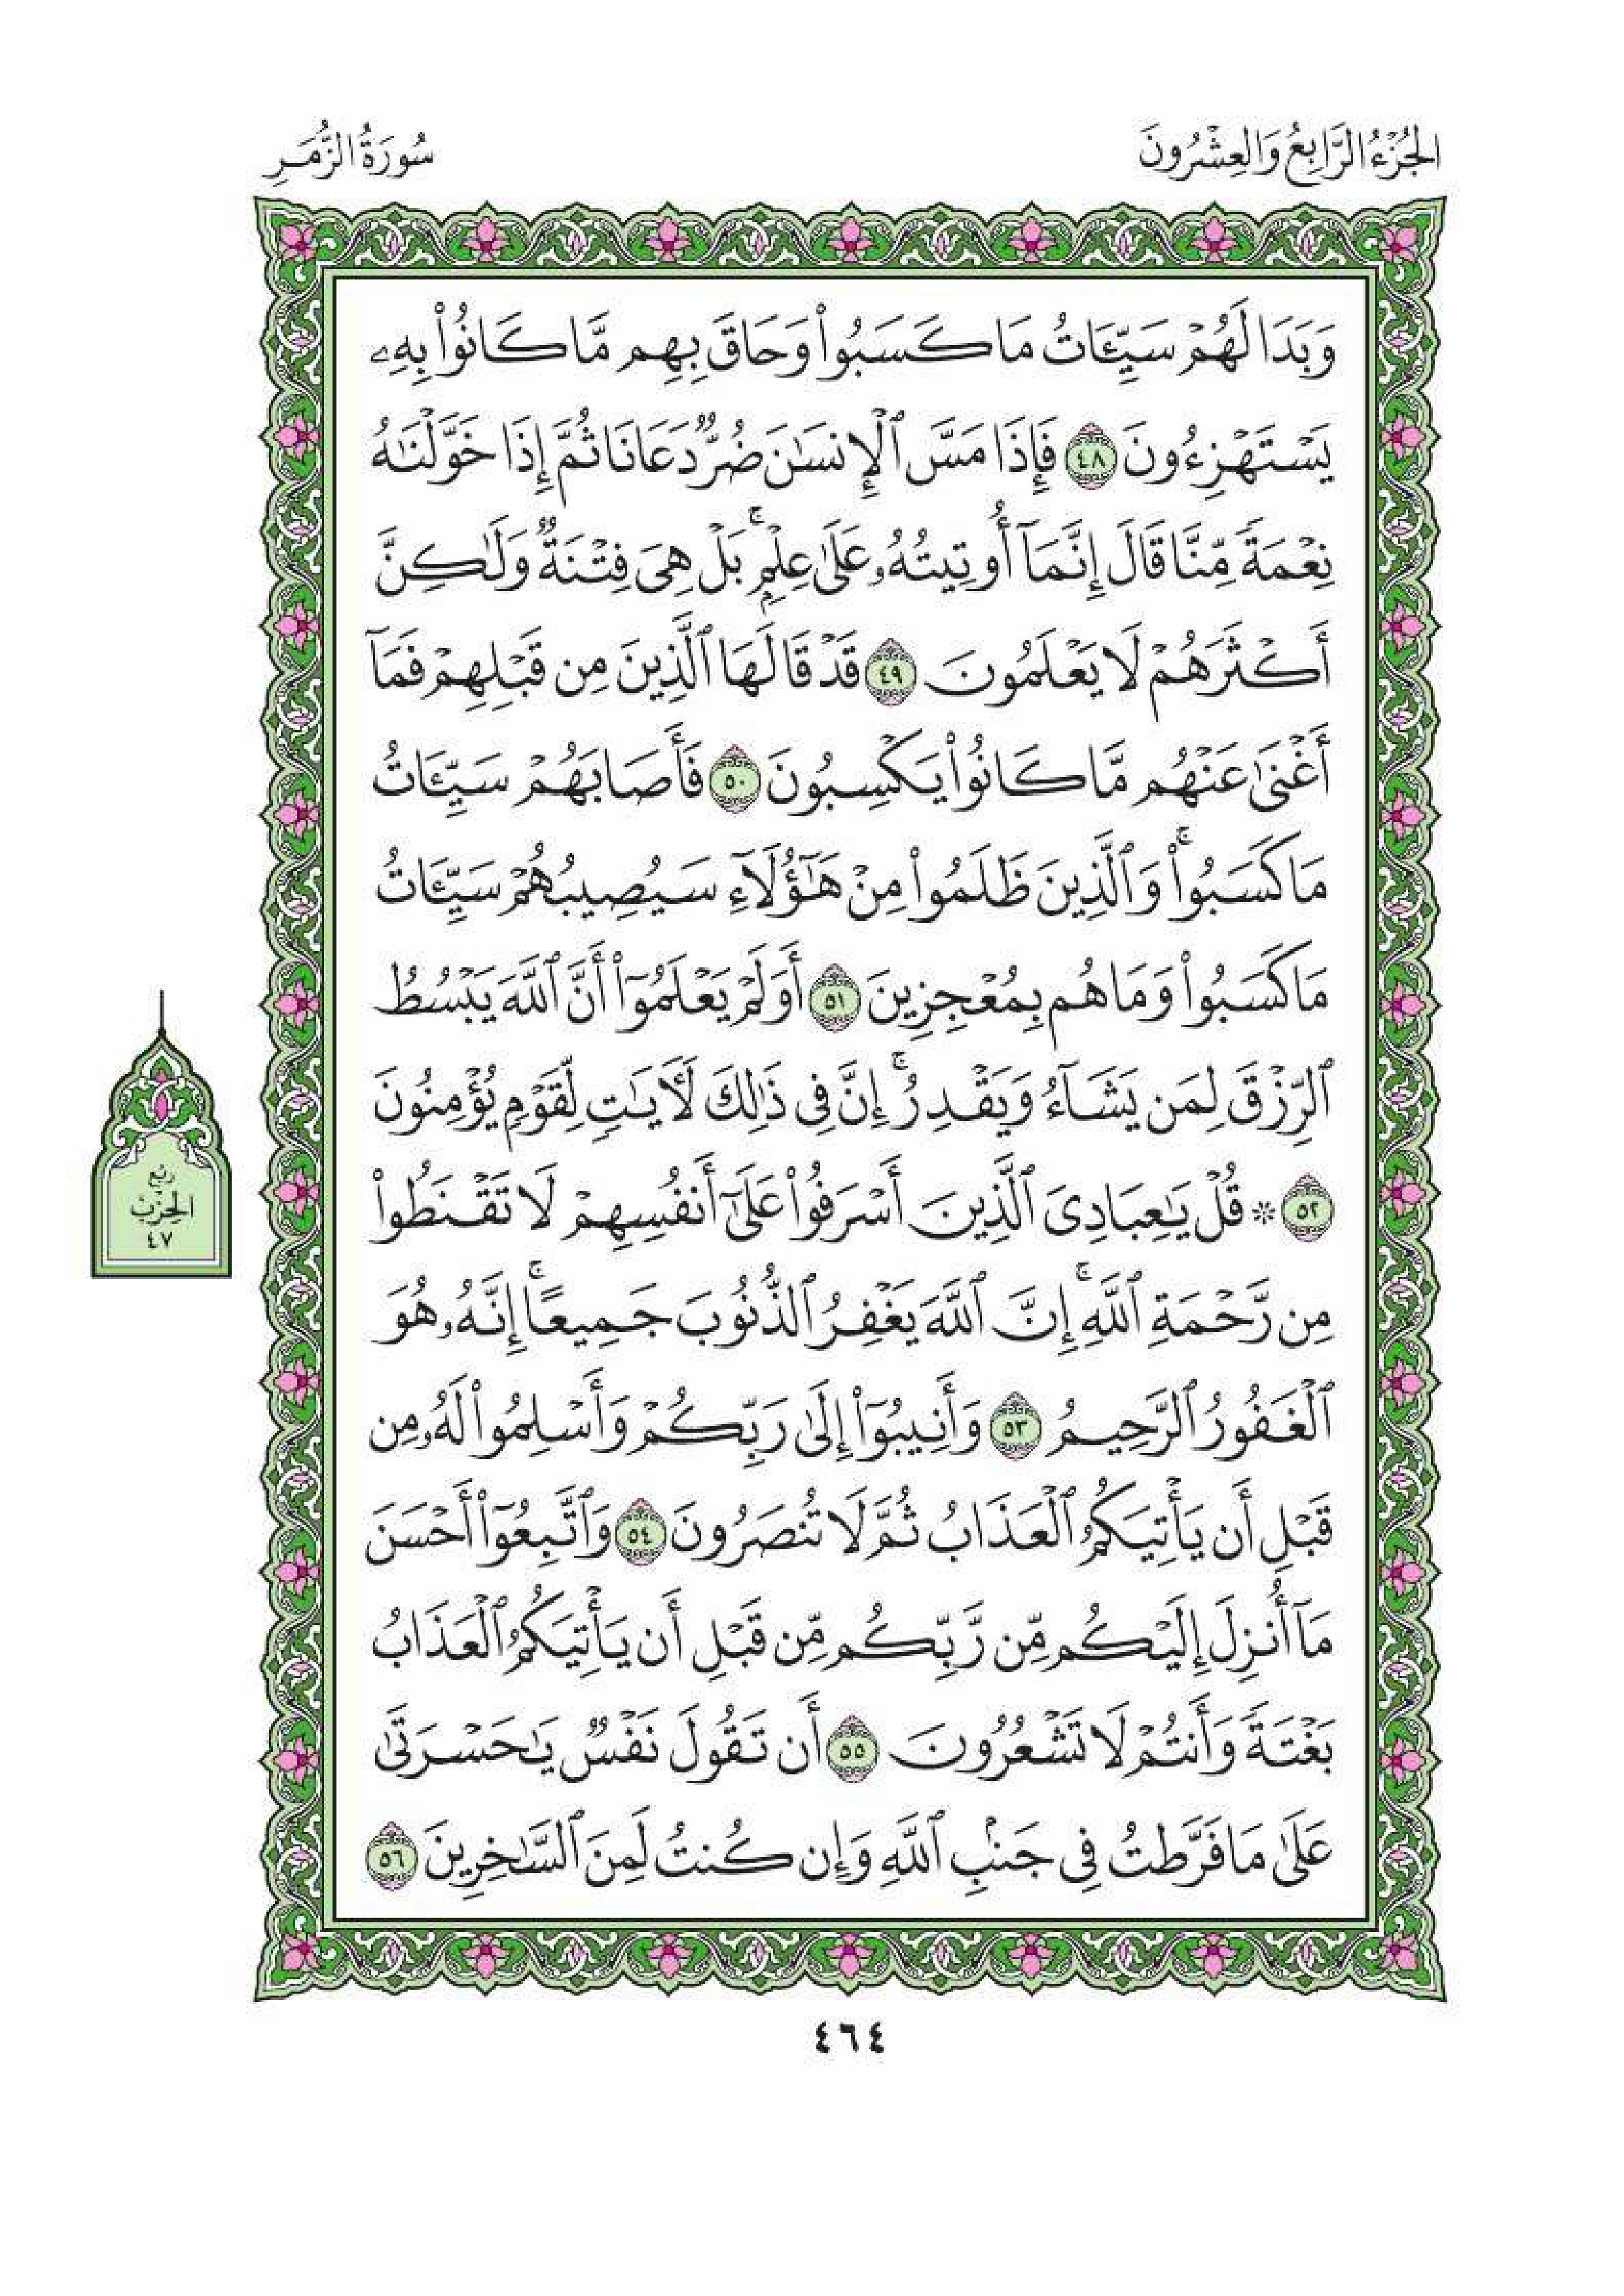 الجُزْءُ الرَّابِعُ وَالعِشْرُونَ
سُورَةُ الزُّمَرِ
وَبَدَا لَهُمْ سَيِّـَٔاتُ مَا كَسَبُوا۟ وَحَاقَ بِهِم مَّا كَانُوا۟ بِهِۦ
يَسْتَهْزِءُونَ ٤٨ فَإِذَا مَسَّ ٱلْإِنسَٰنَ ضُرٌّ دَعَانَا ثُمَّ إِذَا خَوَّلْنَٰهُ
نِعْمَةً مِّنَّا قَالَ إِنَّمَآ أُوتِيتُهُۥ عَلَىٰ عِلْمٍۭ ۚ بَلْ هِىَ فِتْنَةٌ وَلَٰكِنَّ
أَكْثَرَهُمْ لَا يَعْلَمُونَ ٤٩ قَدْ قَالَهَا ٱلَّذِينَ مِن قَبْلِهِمْ فَمَآ
أَغْنَىٰ عَنْهُم مَّا كَانُوا۟ يَكْسِبُونَ ٥٠ فَأَصَابَهُمْ سَيِّـَٔاتُ
مَا كَسَبُوا۟ ۚ وَٱلَّذِينَ ظَلَمُوا۟ مِنْ هَٰٓؤُلَآءِ سَيُصِيبُهُمْ سَيِّـَٔاتُ
مَا كَسَبُوا۟ وَمَا هُم بِمُعْجِزِينَ ٥١ أَوَلَمْ يَعْلَمُوٓا۟ أَنَّ ٱللَّهَ يَبْسُطُ
ٱلرِّزْقَ لِمَن يَشَآءُ وَيَقْدِرُ ۚ إِنَّ فِى ذَٰلِكَ لَـَٔايَٰتٍ لِّقَوْمٍ يُؤْمِنُونَ
٥٢ ۞ قُلْ يَٰعِبَادِىَ ٱلَّذِينَ أَسْرَفُوا۟ عَلَىٰٓ أَنفُسِهِمْ لَا تَقْنَطُوا۟
مِن رَّحْمَةِ ٱللَّهِ ۚ إِنَّ ٱللَّهَ يَغْفِرُ ٱلذُّنُوبَ جَمِيعًا ۚ إِنَّهُۥ هُوَ
ٱلْغَفُورُ ٱلرَّحِيمُ ٥٣ وَأَنِيبُوٓا۟ إِلَىٰ رَبِّكُمْ وَأَسْلِمُوا۟ لَهُۥ مِن
قَبْلِ أَن يَأْتِيَكُمُ ٱلْعَذَابُ ثُمَّ لَا تُنصَرُونَ ٥٤ وَٱتَّبِعُوٓا۟ أَحْسَنَ
مَآ أُنزِلَ إِلَيْكُم مِّن رَّبِّكُم مِّن قَبْلِ أَن يَأْتِيَكُمُ ٱلْعَذَابُ
بَغْتَةً وَأَنتُمْ لَا تَشْعُرُونَ ٥٥ أَن تَقُولَ نَفْسٌ يَٰحَسْرَتَىٰ
عَلَىٰ مَا فَرَّطتُ فِى جَنۢبِ ٱللَّهِ وَإِن كُنتُ لَمِنَ ٱلسَّٰخِرِينَ ٥٦
رُبْع
الحِزْب
٤٧
٤٦٤